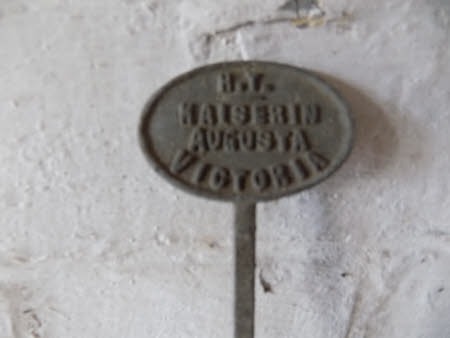 H.T.
KAISERIN
AUGUSTA
VICTORIA